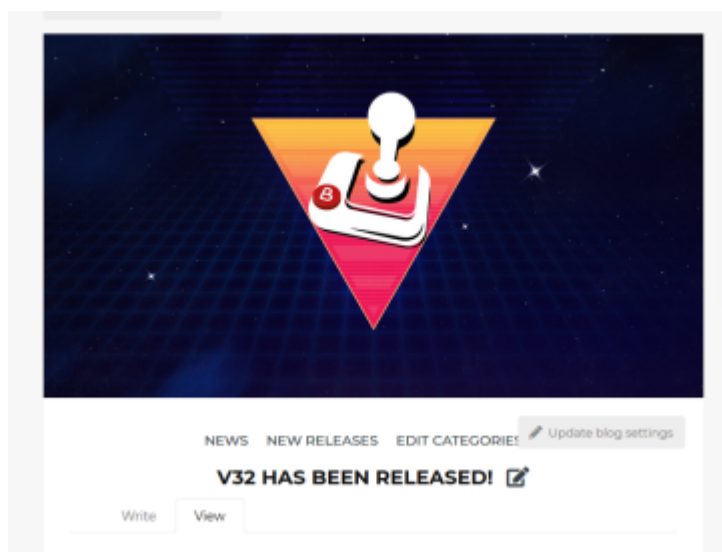 B
NEWS NEW RELEASES EDIT CATEGORIES Update blog settings
V32 HAS BEEN RELEASED!
Write View